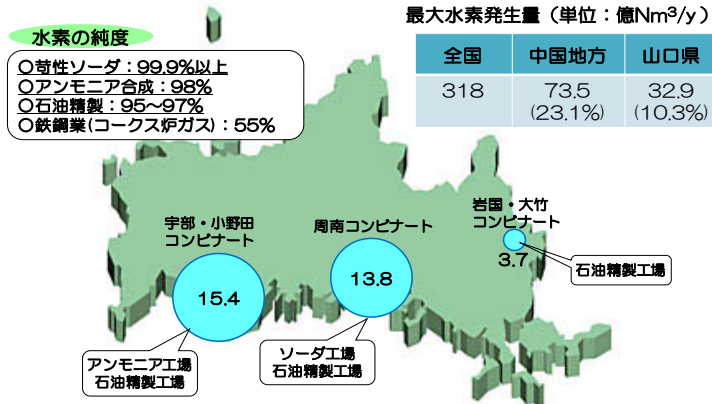 最大水素発生量（単位：億Nm³/y）
水素の純度
○苛性ソーダ：99.9%以上
○アンモニア合成：98%
○石油精製：95～97%
○鉄鋼業(コークス炉ガス)：55%
全国 中国地方 山口県
318 73.5 32.9
(23.1%) (10.3%)
宇部・小野田
コンビナート
15.4
アンモニア工場
石油精製工場
周南コンビナート
13.8
ソーダ工場
石油精製工場
岩国・大竹
コンビナート
3.7
石油精製工場